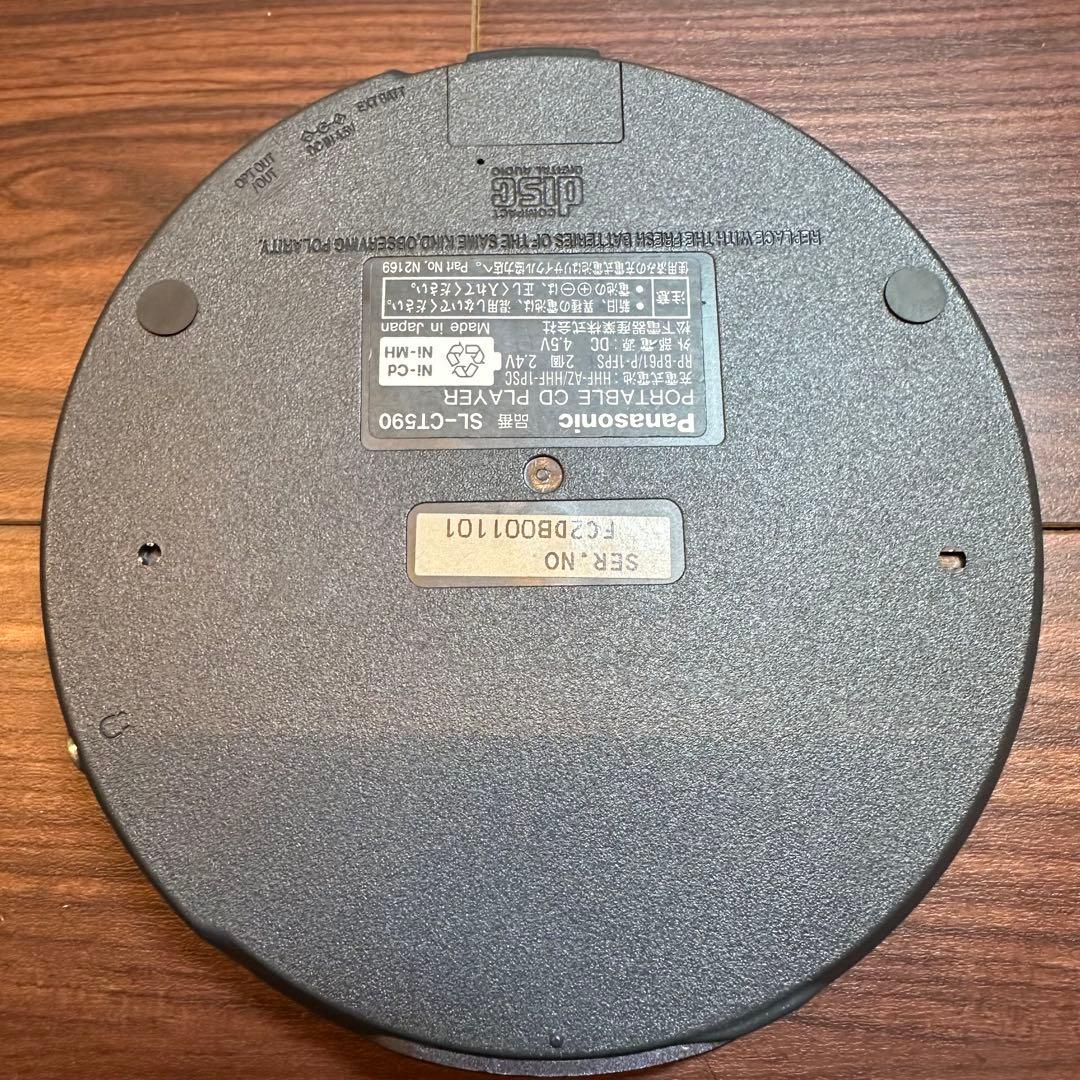 SER.NO.
FC2DB001101
Panasonic 品番 SL-CT590
PORTABLE CD PLAYER
充電式電池：HHF-AZ/HHF-1PSC
RP-BP61/P-1FPS 2個 2.4V
外部電源：DC 4.5V
松下電器産業株式会社 Made in Japan
Ni-Cd
Ni-MH
注意
● 新旧、異種の電池は、混用しないでください。
● 電池の⊕⊖は、正しく入れてください。
使用済みの充電式電池はリサイクル協力店へ。Part No. N2169
REPLACE WITH THE FRESH BATTERIES OF THE SAME KIND,OBSERVING POLARITY.
COMPACT
disc
DIGITAL AUDIO
EXT BATT
DC IN 4.5V
OPT OUT
/OUT